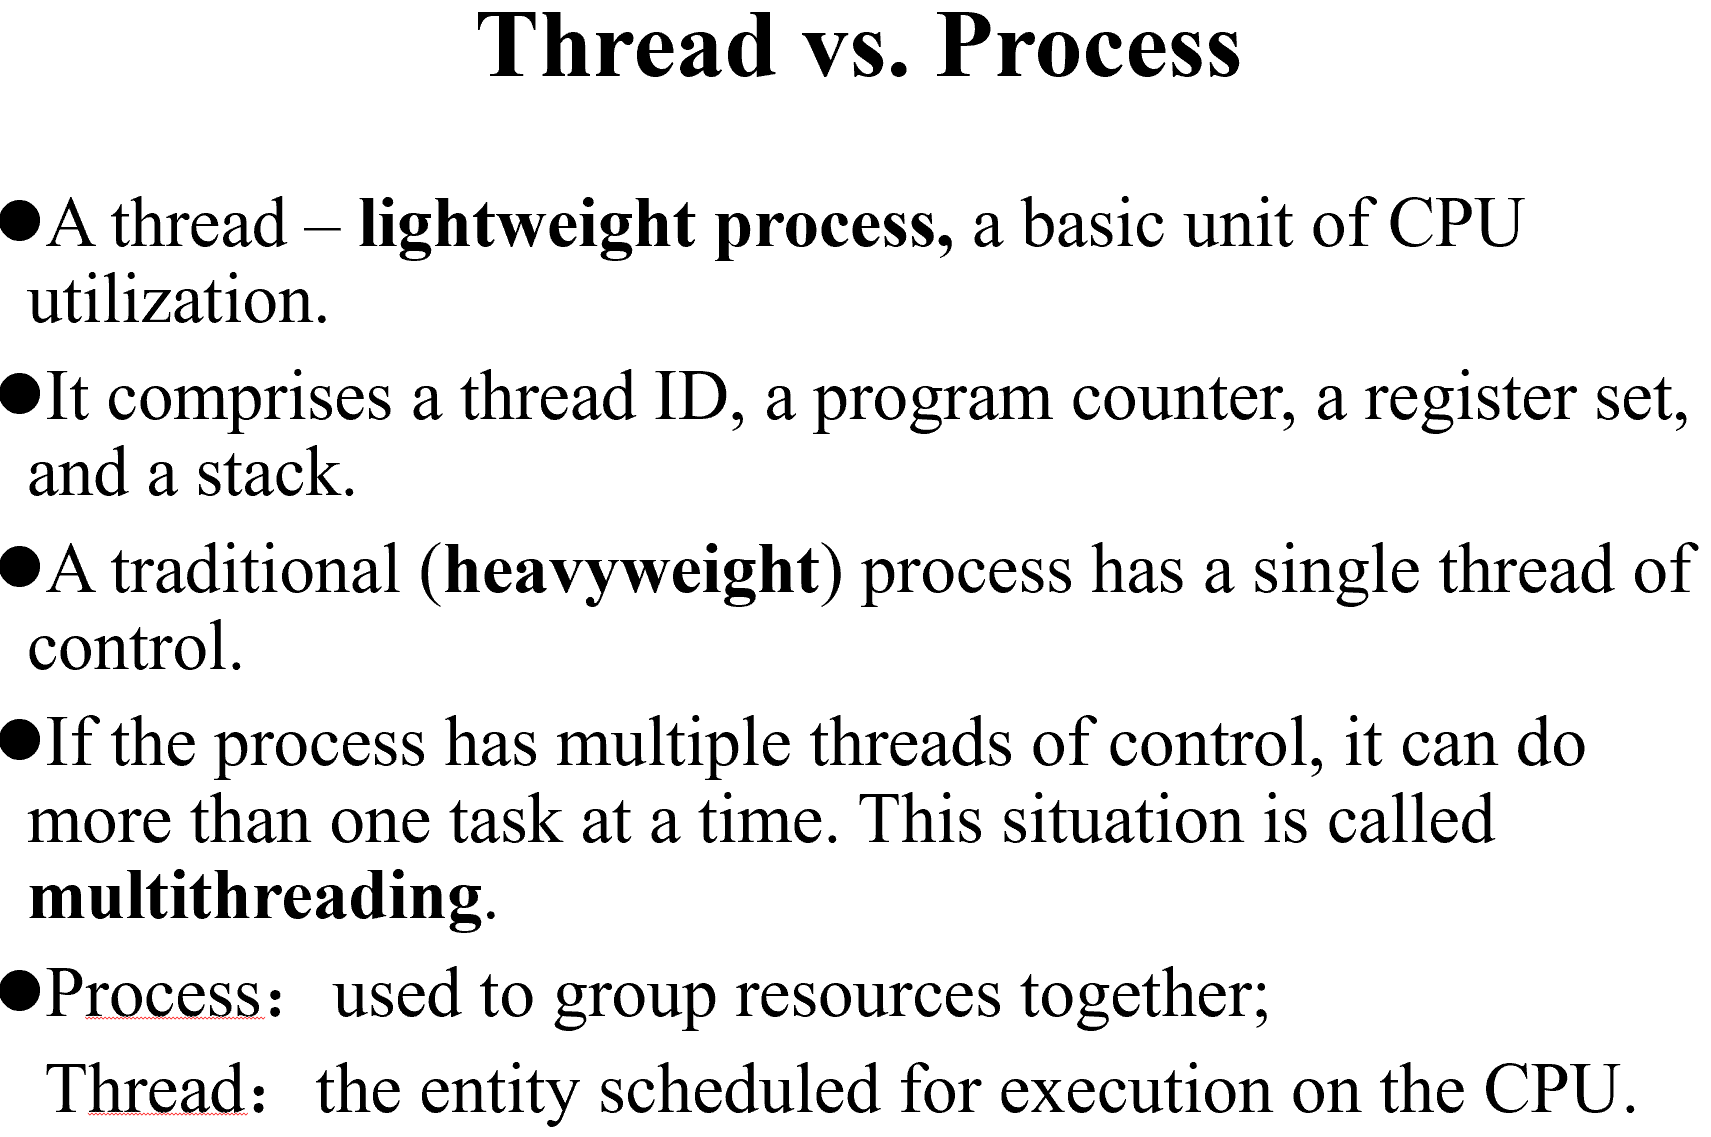 Thread vs. Process
●A thread – lightweight process, a basic unit of CPU
utilization.
●It comprises a thread ID, a program counter, a register set,
and a stack.
●A traditional (heavyweight) process has a single thread of
control.
●If the process has multiple threads of control, it can do
more than one task at a time. This situation is called
multithreading.
●Process： used to group resources together;
Thread： the entity scheduled for execution on the CPU.